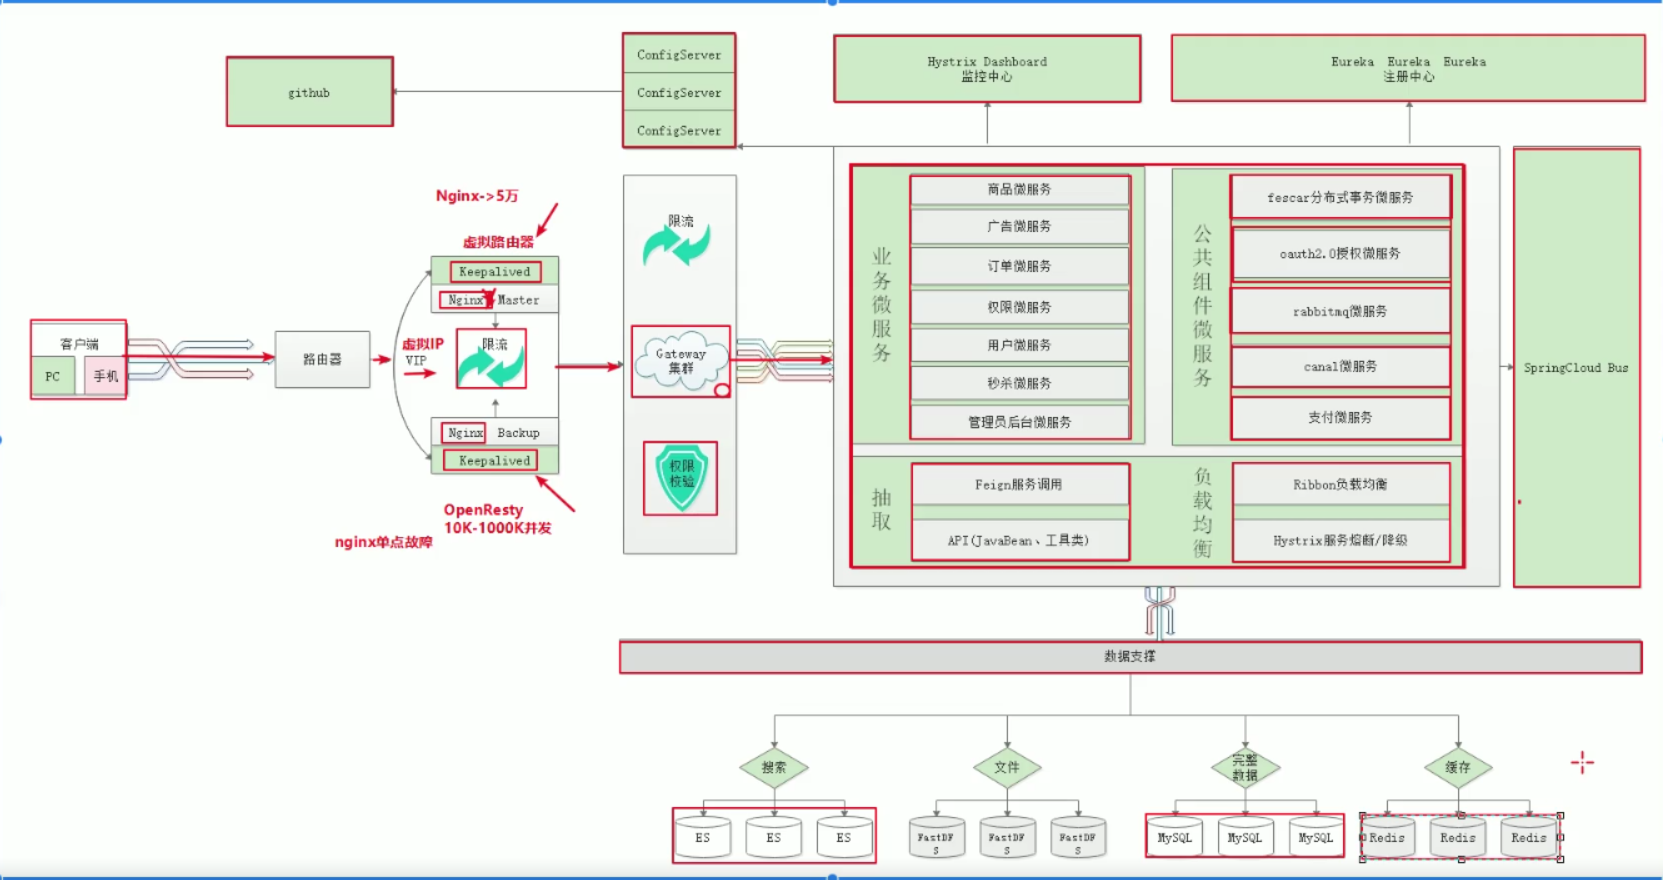 github
ConfigServer
ConfigServer
ConfigServer
Hystrix Dashboard
监控中心
Eureka Eureka Eureka
注册中心
Nginx->5万
虚拟路由器
Keepalived
Nginx Master
客户端
PC
手机
路由器
虚拟IP
VIP
限流
Nginx Backup
Keepalived
OpenResty
10K-1000K并发
nginx单点故障
限流
Gateway
集群
权限
校验
业务微服务
商品微服务
广告微服务
订单微服务
权限微服务
用户微服务
秒杀微服务
管理员后台微服务
公共组件微服务
fescar分布式事务微服务
oauth2.0授权微服务
rabbitmq微服务
canal微服务
支付微服务
抽取
Feign服务调用
API(JavaBean、工具类)
负载均衡
Ribbon负载均衡
Hystrix服务熔断/降级
SpringCloud Bus
数据支撑
搜索
文件
完整
数据
缓存
ES
ES
ES
FastDF
S
FastDF
S
FastDF
S
MySQL
MySQL
MySQL
Redis
Redis
Redis